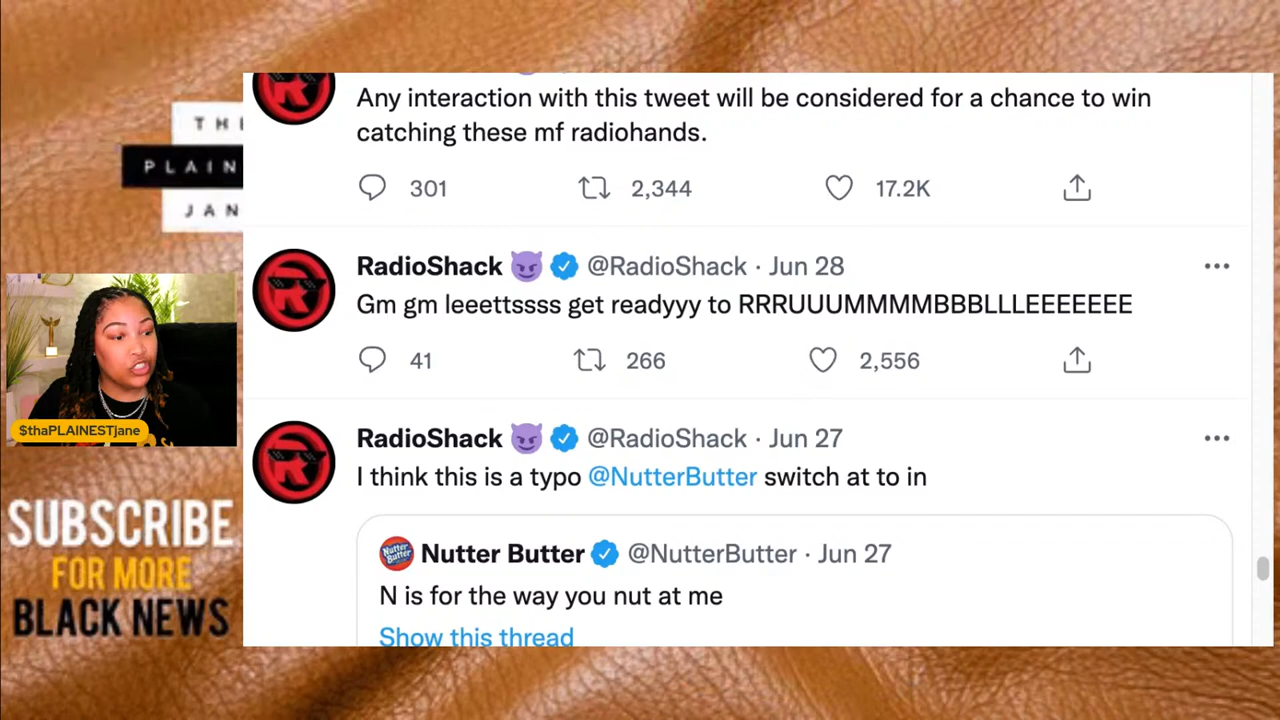 THE
PLAIN
JAN
$thaPLAINESTjane
SUBSCRIBE
FOR MORE
BLACK NEWS
Any interaction with this tweet will be considered for a chance to win
catching these mf radiohands.
301 2,344 17.2K
RadioShack 😈 @RadioShack · Jun 28
Gm gm leeettssss get readyyy to RRRUUUMMMMBBBLLLEEEEEEE
41 266 2,556
RadioShack 😈 @RadioShack · Jun 27
I think this is a typo @NutterButter switch at to in
Nutter Butter
Nutter Butter @NutterButter · Jun 27
N is for the way you nut at me
Show this thread